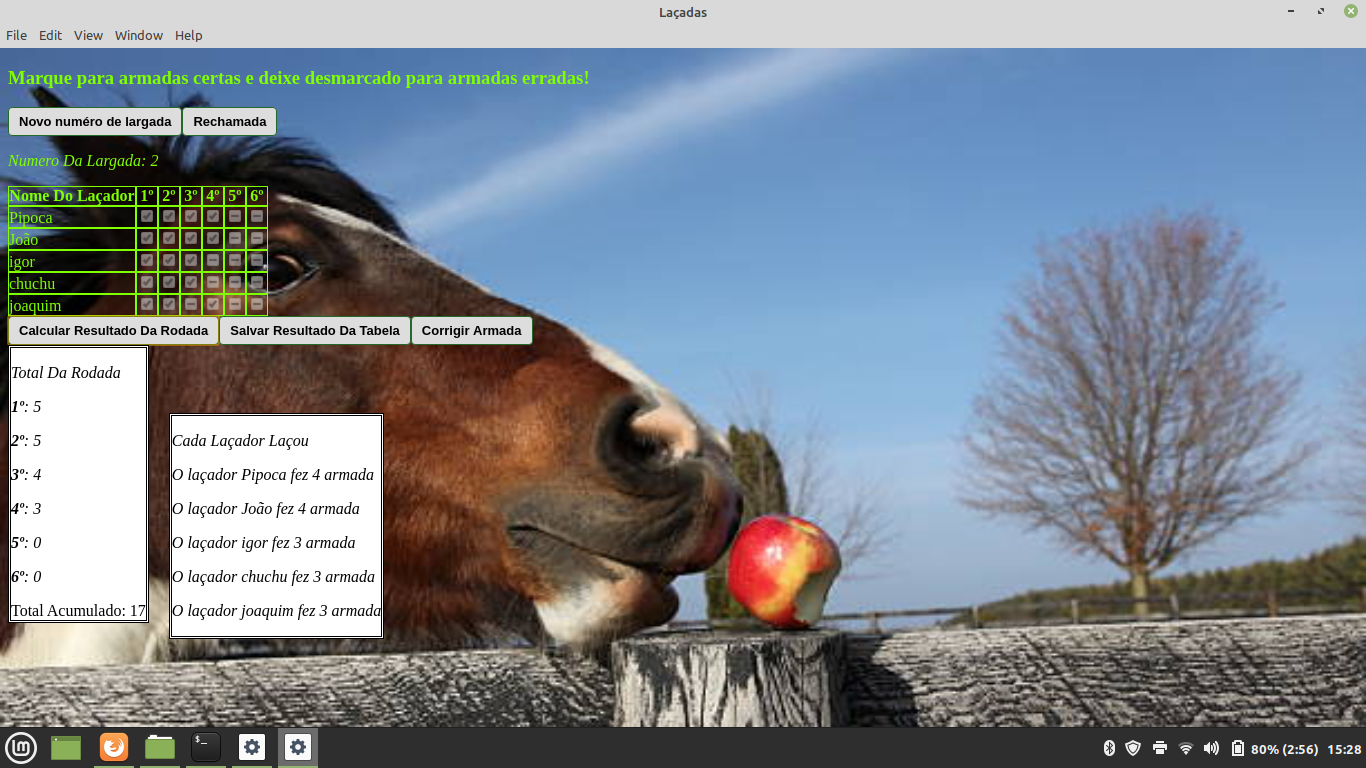 Laçadas
File Edit View Window Help
Marque para armadas certas e deixe desmarcado para armadas erradas!
Novo numéro de largada Rechamada
Numero Da Largada: 2
Nome Do Laçador 1º 2º 3º 4º 5º 6º
Pipoca
João
igor
chuchu
joaquim
Calcular Resultado Da Rodada Salvar Resultado Da Tabela Corrigir Armada
Total Da Rodada
1º: 5
2º: 5
3º: 4
4º: 3
5º: 0
6º: 0
Total Acumulado: 17
Cada Laçador Laçou
O laçador Pipoca fez 4 armada
O laçador João fez 4 armada
O laçador igor fez 3 armada
O laçador chuchu fez 3 armada
O laçador joaquim fez 3 armada
$_
80% (2:56) 15:28